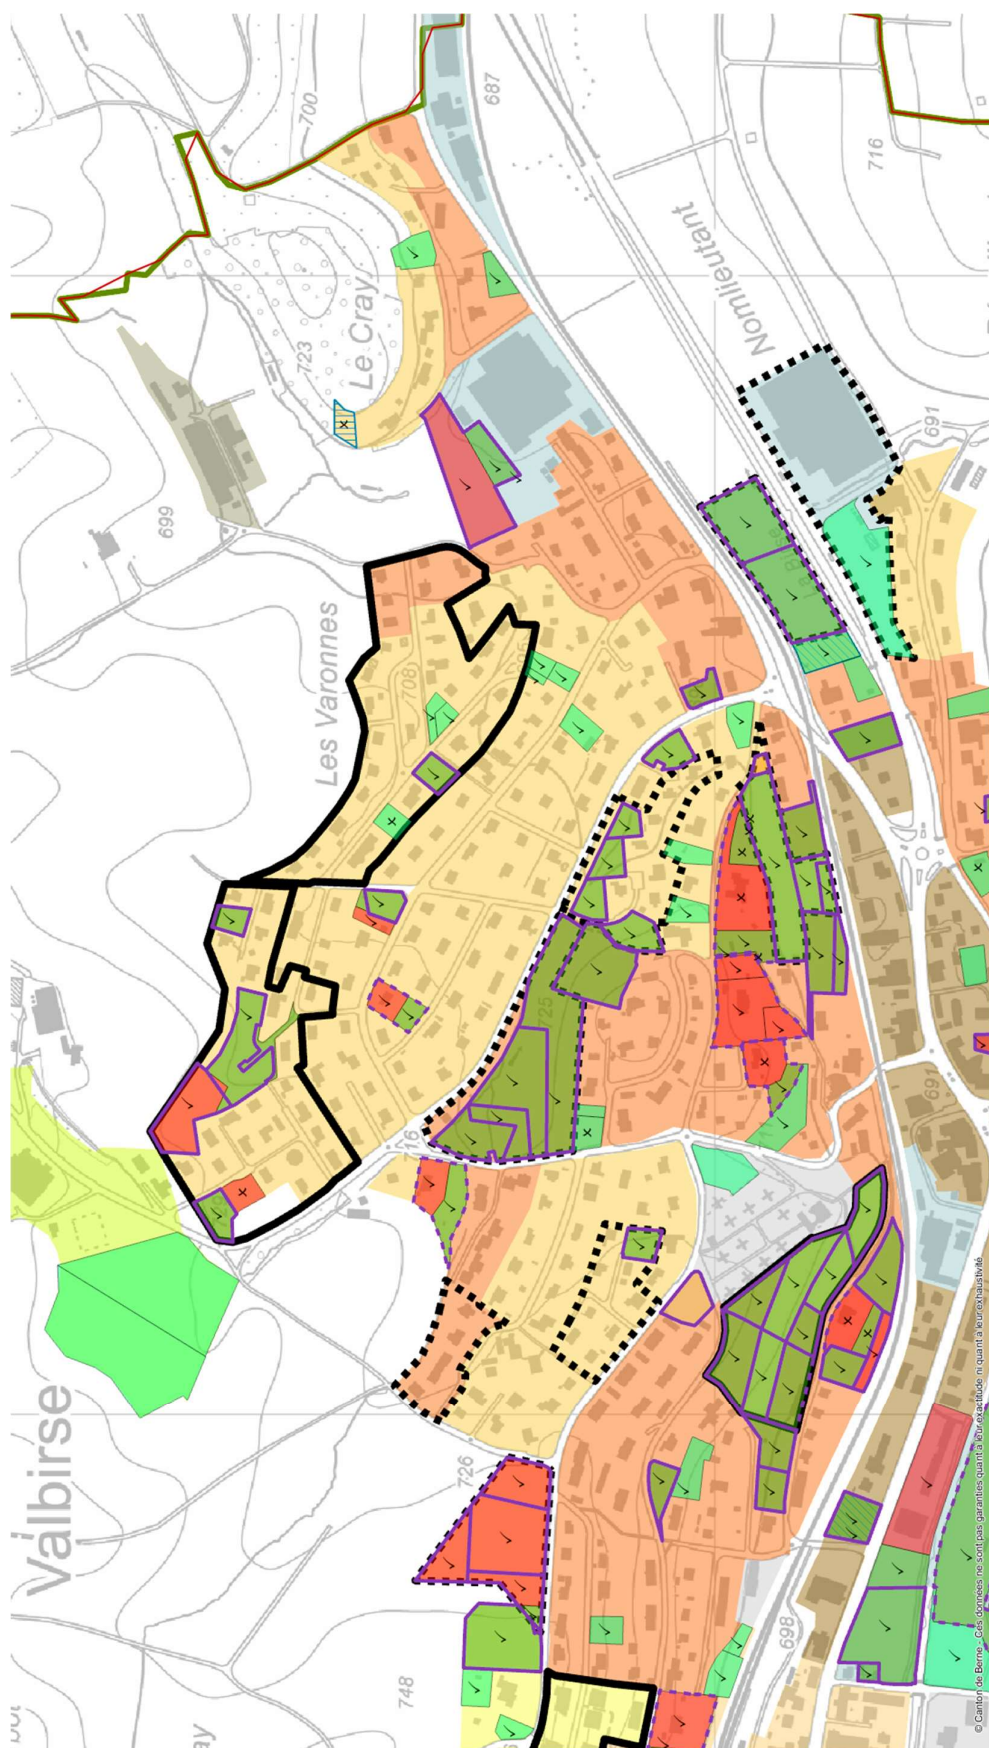 700
687
716
Nomlieutant
Le Cray
723
691
699
Les Varonnes
708
725
16
691
Valbirse
726
748
698
© Canton de Berne - Ces données ne sont pas garanties quant à leur exactitude ni quant à leur exhaustivité